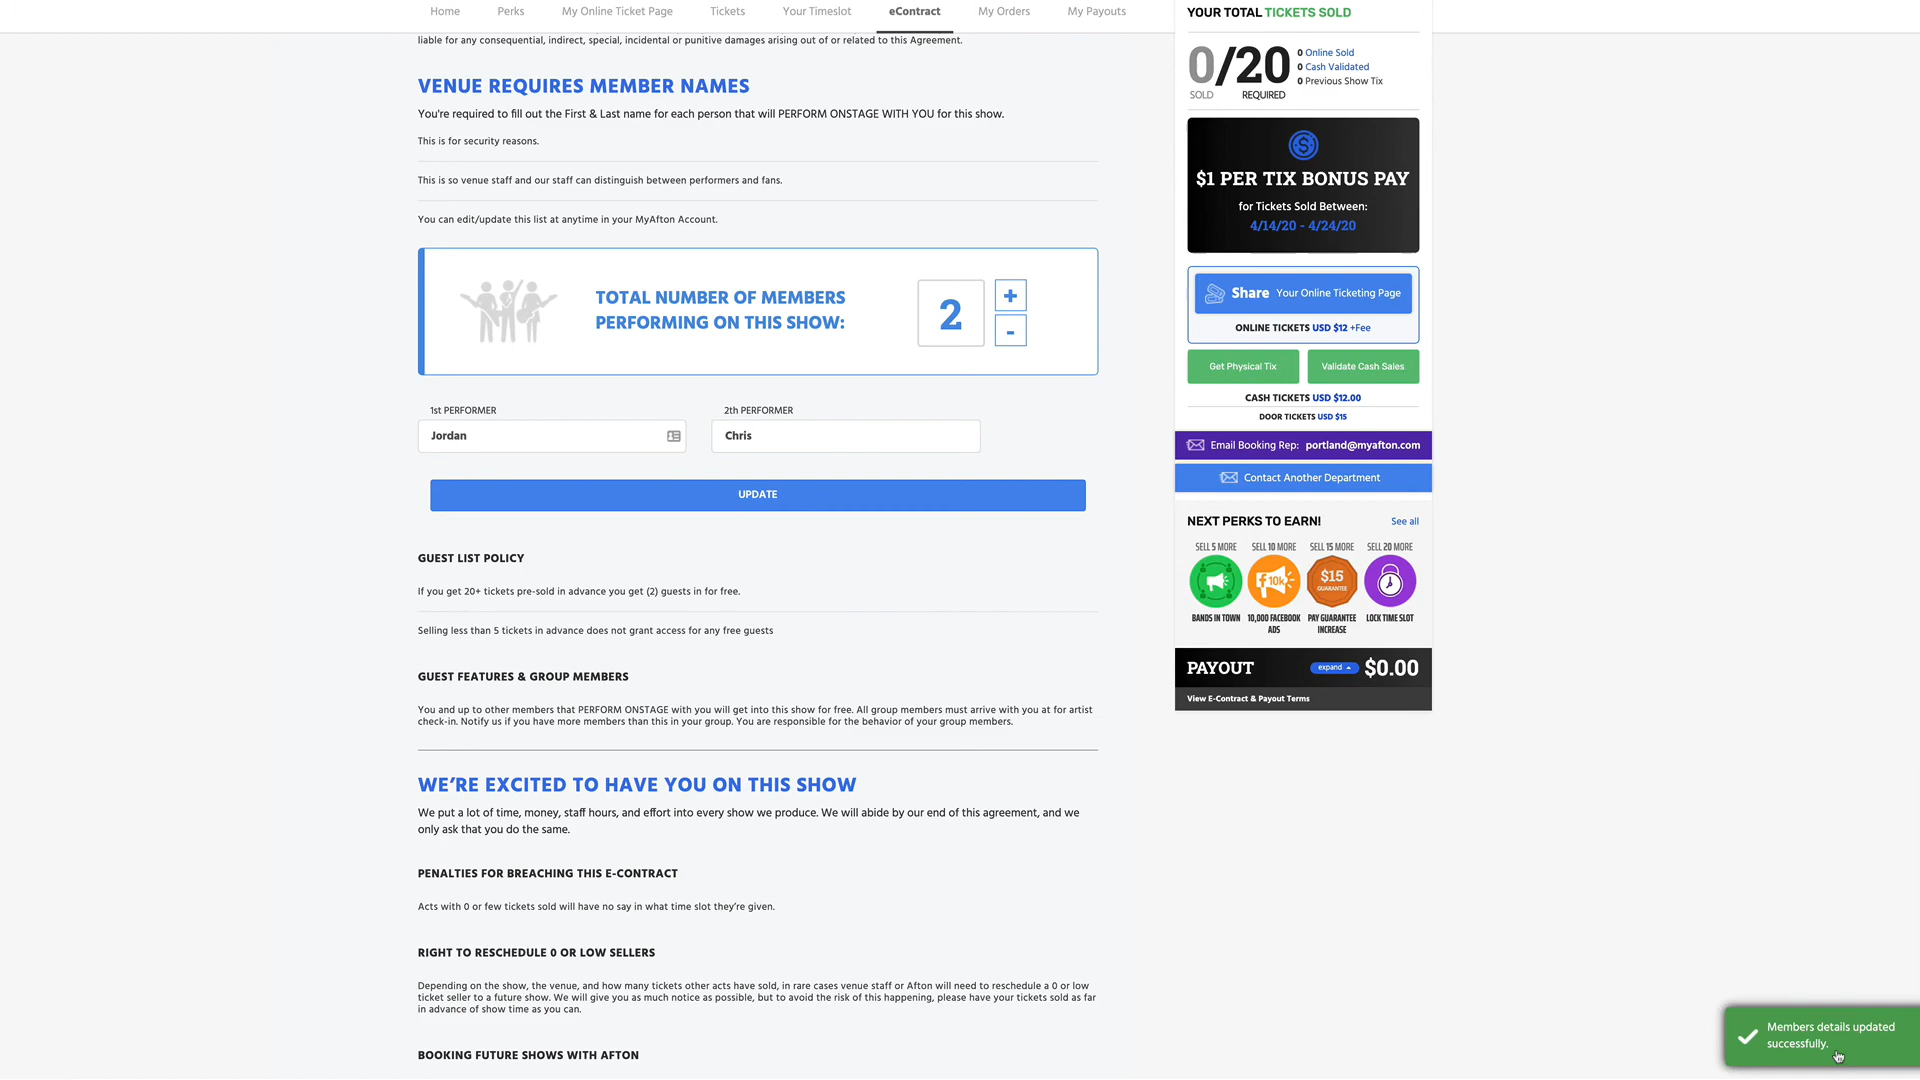 Home
Perks
My Online Ticket Page
Tickets
Your Timeslot
eContract
My Orders
My Payouts
liable for any consequential, indirect, special, incidental or punitive damages arising out of or related to this Agreement.
VENUE REQUIRES MEMBER NAMES
You're required to fill out the First & Last name for each person that will PERFORM ONSTAGE WITH YOU for this show.
This is for security reasons.
This is so venue staff and our staff can distinguish between performers and fans.
You can edit/update this list at anytime in your MyAfton Account.
TOTAL NUMBER OF MEMBERS
PERFORMING ON THIS SHOW:
2
+
-
1st PERFORMER
2th PERFORMER
Jordan
Chris
UPDATE
GUEST LIST POLICY
If you get 20+ tickets pre-sold in advance you get (2) guests in for free.
Selling less than 5 tickets in advance does not grant access for any free guests
GUEST FEATURES & GROUP MEMBERS
You and up to other members that PERFORM ONSTAGE with you will get into this show for free. All group members must arrive with you at for artist
check-in. Notify us if you have more members than this in your group. You are responsible for the behavior of your group members.
WE'RE EXCITED TO HAVE YOU ON THIS SHOW
We put a lot of time, money, staff hours, and effort into every show we produce. We will abide by our end of this agreement, and we
only ask that you do the same.
PENALTIES FOR BREACHING THIS E-CONTRACT
Acts with 0 or few tickets sold will have no say in what time slot they're given.
RIGHT TO RESCHEDULE 0 OR LOW SELLERS
Depending on the show, the venue, and how many tickets other acts have sold, in rare cases venue staff or Afton will need to reschedule a 0 or low
ticket seller to a future show. We will give you as much notice as possible, but to avoid the risk of this happening, please have your tickets sold as far
in advance of show time as you can.
BOOKING FUTURE SHOWS WITH AFTON
YOUR TOTAL TICKETS SOLD
0/20
SOLD
REQUIRED
0 Online Sold
0 Cash Validated
0 Previous Show Tix
$1 PER TIX BONUS PAY
for Tickets Sold Between:
4/14/20 - 4/24/20
Share Your Online Ticketing Page
ONLINE TICKETS USD $12 +Fee
Get Physical Tix
Validate Cash Sales
CASH TICKETS USD $12.00
DOOR TICKETS USD $15
Email Booking Rep: portland@myafton.com
Contact Another Department
NEXT PERKS TO EARN!
See all
SELL 5 MORE
SELL 10 MORE
SELL 15 MORE
SELL 20 MORE
f 10k
$15
GUARANTEE
BANDS IN TOWN
10,000 FACEBOOK
ADS
PAY GUARANTEE
INCREASE
LOCK TIME SLOT
PAYOUT
expand
$0.00
View E-Contract & Payout Terms
Members details updated
successfully.